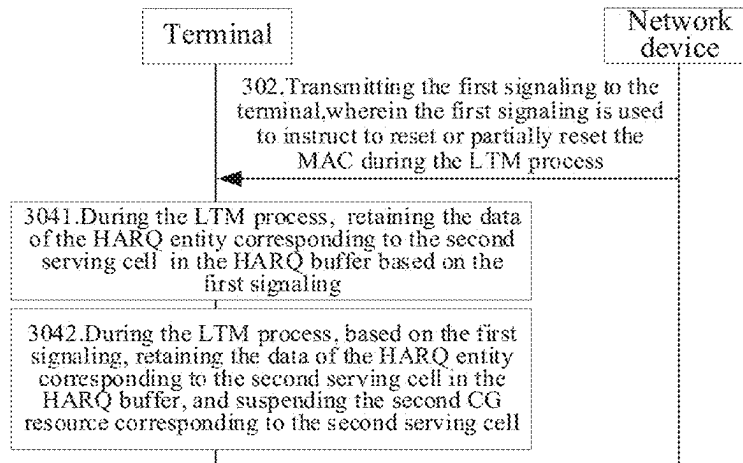 Terminal
Network
device
302.Transmitting the first signaling to the
terminal,wherein the first signaling is used
to instruct to reset or partially reset the
MAC during the LTM process
3041.During the LTM process, retaining the data
of the HARQ entity corresponding to the second
serving cell in the HARQ buffer based on the
first signaling
3042.During the LTM process, based on the first
signaling, retaining the data of the HARQ entity
corresponding to the second serving cell in the
HARQ buffer, and suspending the second CG
resource corresponding to the second serving cell